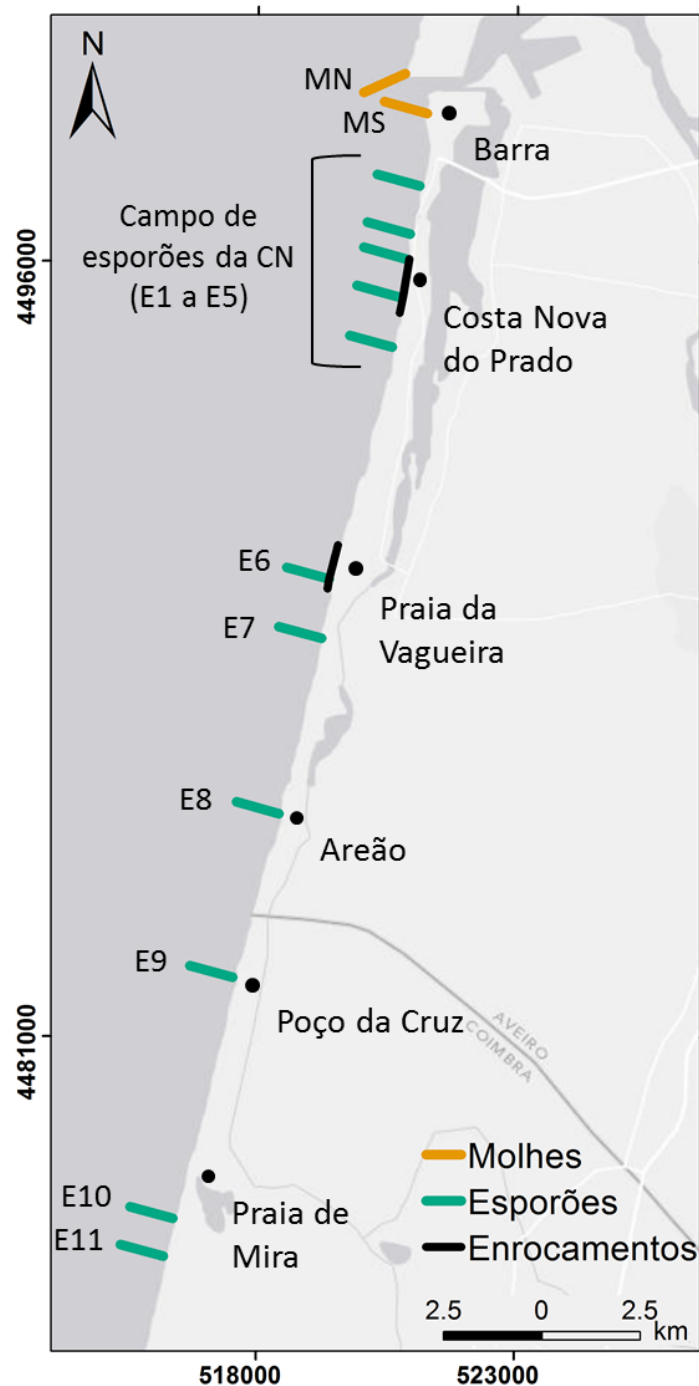 N
MN
MS
Barra
Campo de
esporões da CN
(E1 a E5)
4496000
Costa Nova
do Prado
E6
Praia da
Vagueira
E7
E8
Areão
E9
Poço da Cruz
4481000
AVEIRO
COIMBRA
E10
E11
Praia de
Mira
Molhes
Esporões
Enrocamentos
2.5 0 2.5
km
518000 523000